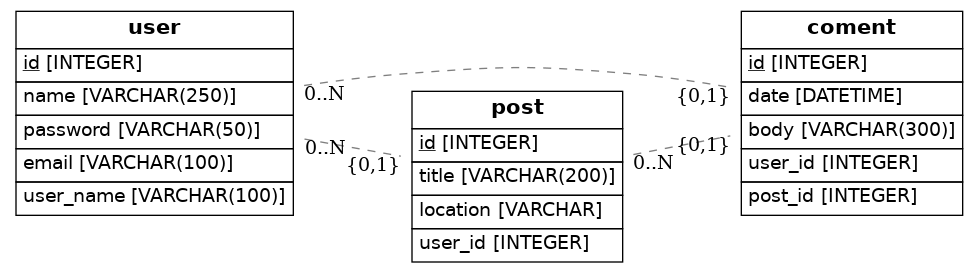 user
id [INTEGER]
name [VARCHAR(250)]
password [VARCHAR(50)]
email [VARCHAR(100)]
user_name [VARCHAR(100)]
0..N
0..N
{0,1}
post
id [INTEGER]
title [VARCHAR(200)]
location [VARCHAR]
user_id [INTEGER]
0..N
{0,1}
{0,1}
coment
id [INTEGER]
date [DATETIME]
body [VARCHAR(300)]
user_id [INTEGER]
post_id [INTEGER]